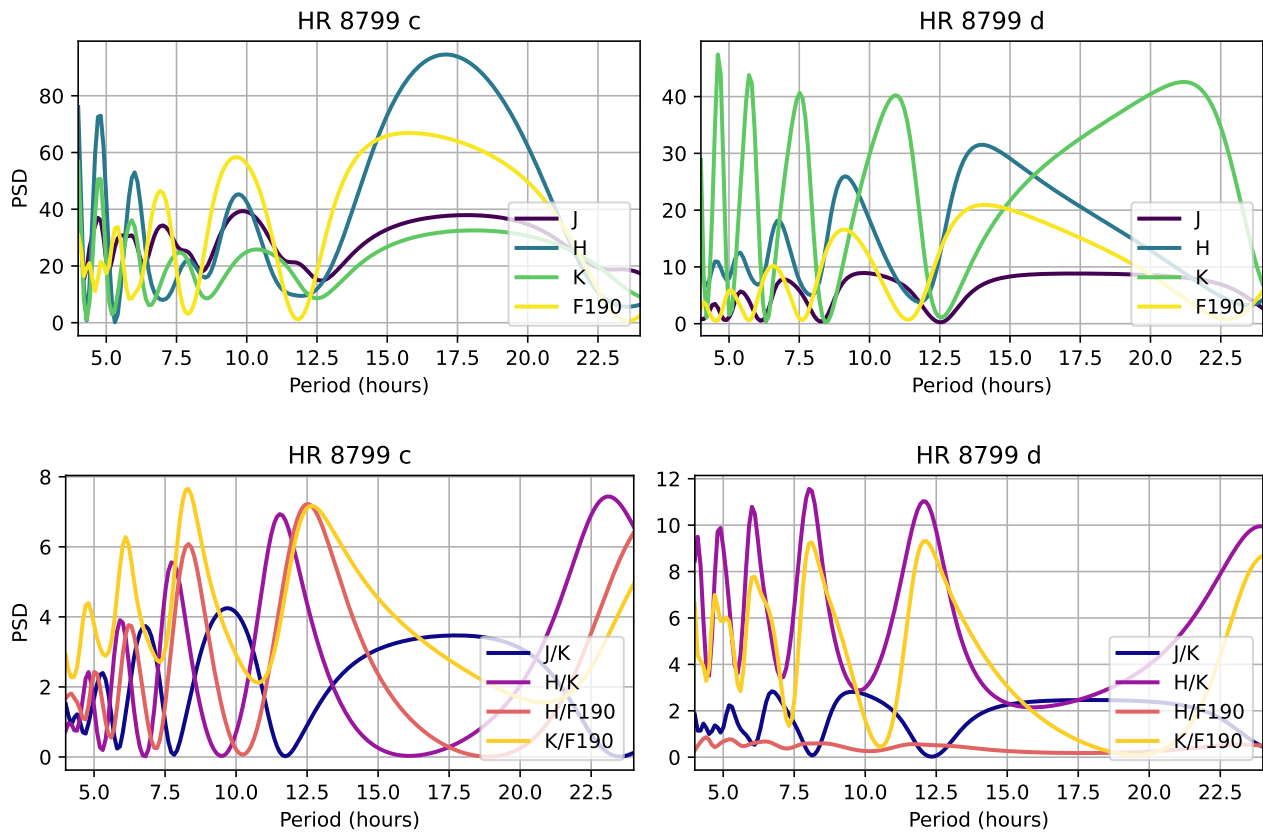 HR 8799 c
HR 8799 d
PSD
80
60
40
20
0
40
30
20
10
0
J
H
K
F190
J
H
K
F190
5.0 7.5 10.0 12.5 15.0 17.5 20.0 22.5
5.0 7.5 10.0 12.5 15.0 17.5 20.0 22.5
Period (hours)
Period (hours)
HR 8799 c
HR 8799 d
PSD
8
6
4
2
0
12
10
8
6
4
2
0
J/K
H/K
H/F190
K/F190
J/K
H/K
H/F190
K/F190
5.0 7.5 10.0 12.5 15.0 17.5 20.0 22.5
5.0 7.5 10.0 12.5 15.0 17.5 20.0 22.5
Period (hours)
Period (hours)